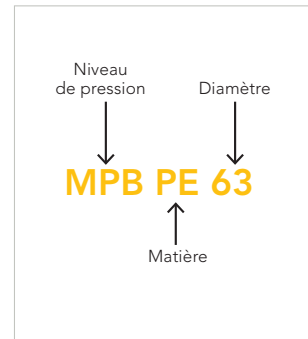 Niveau
de pression
Diamètre
MPB PE 63
Matière